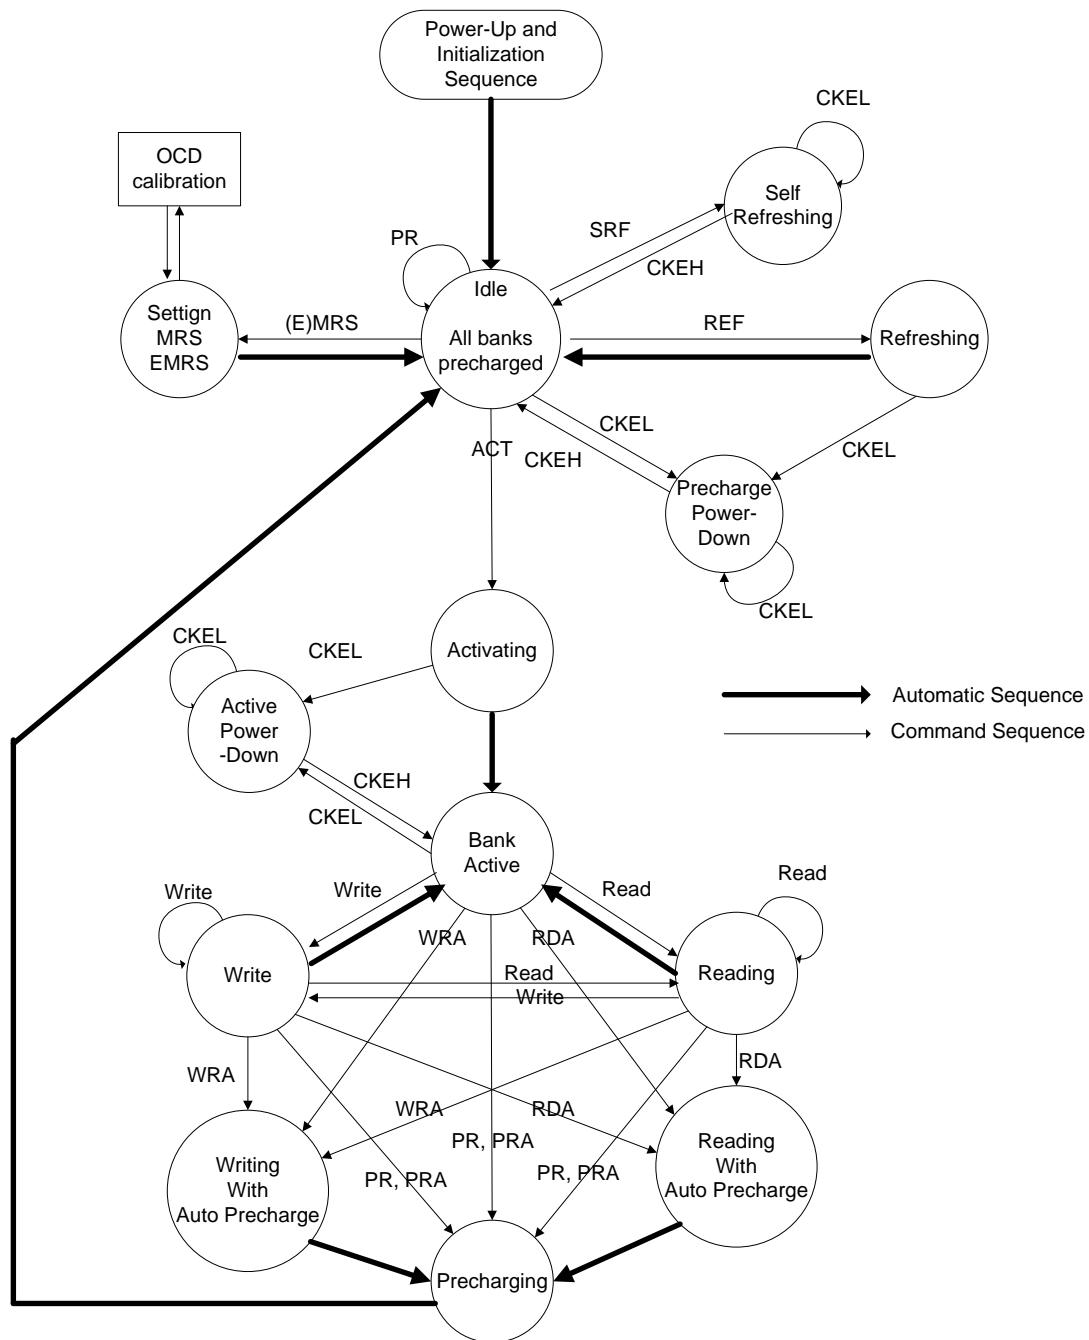 Power-Up and
Initialization
Sequence
CKEL
OCD
calibration
Self
Refreshing
SRF
PR
CKEH
Idle
Settign
MRS
EMRS
(E)MRS
All banks
precharged
REF
Refreshing
CKEL
ACT
CKEH
CKEL
Precharge
Power-
Down
CKEL
CKEL
CKEL
Activating
Active
Power
-Down
Automatic Sequence
Command Sequence
CKEH
CKEL
Bank
Active
Write
Write
Read
Read
WRA
RDA
Write
Read
Write
Reading
WRA
RDA
WRA
RDA
PR, PRA
PR, PRA
PR, PRA
Writing
With
Auto Precharge
Reading
With
Auto Precharge
Precharging